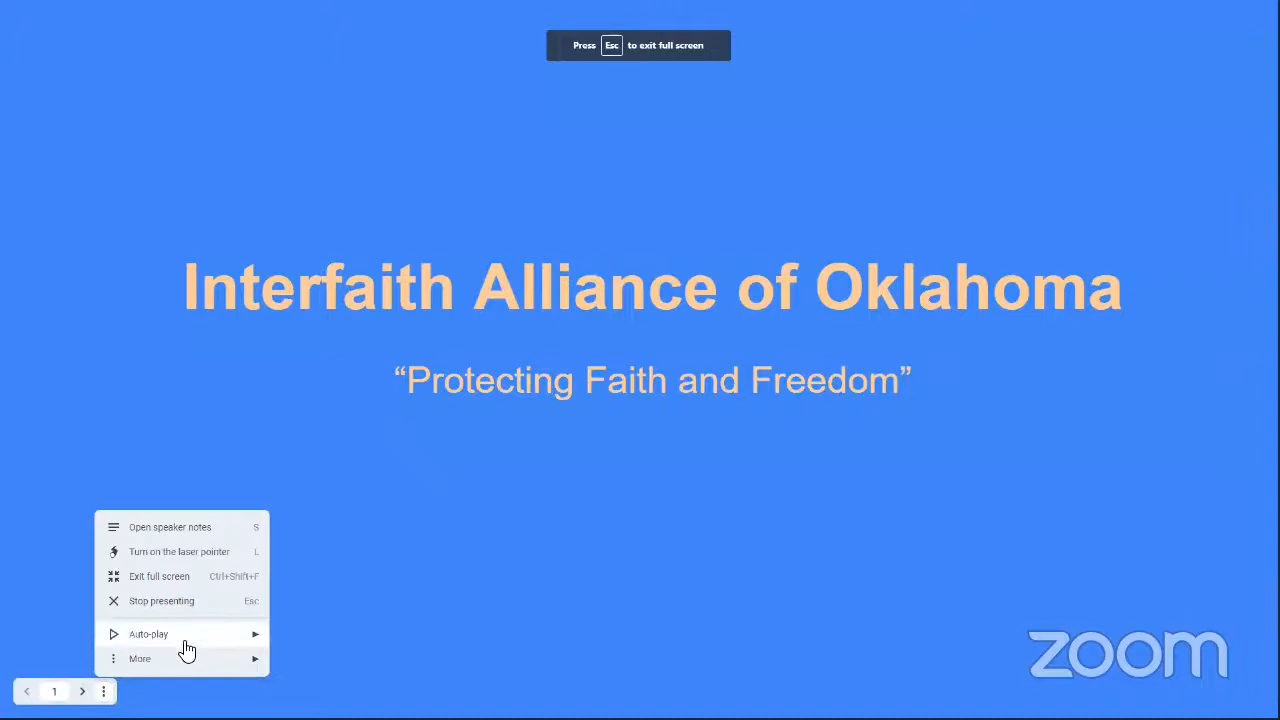 Press Esc to exit full screen
Interfaith Alliance of Oklahoma
“Protecting Faith and Freedom”
Open speaker notes S
Turn on the laser pointer L
Exit full screen Ctrl+Shift+F
Stop presenting Esc
Auto-play
More
1
zoom